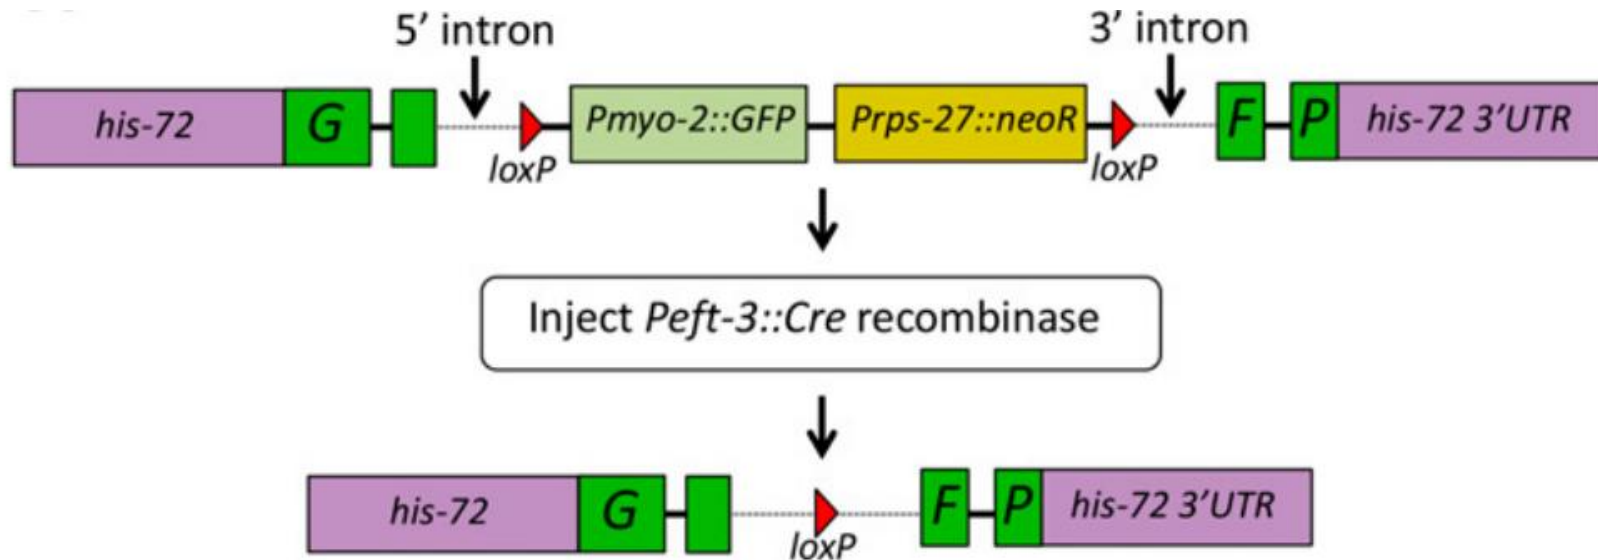 5’ intron
3’ intron
his-72 G Pmyo-2::GFP Prps-27::neoR F P his-72 3’UTR
loxP loxP
Inject Peft-3::Cre recombinase
his-72 G F P his-72 3’UTR
loxP